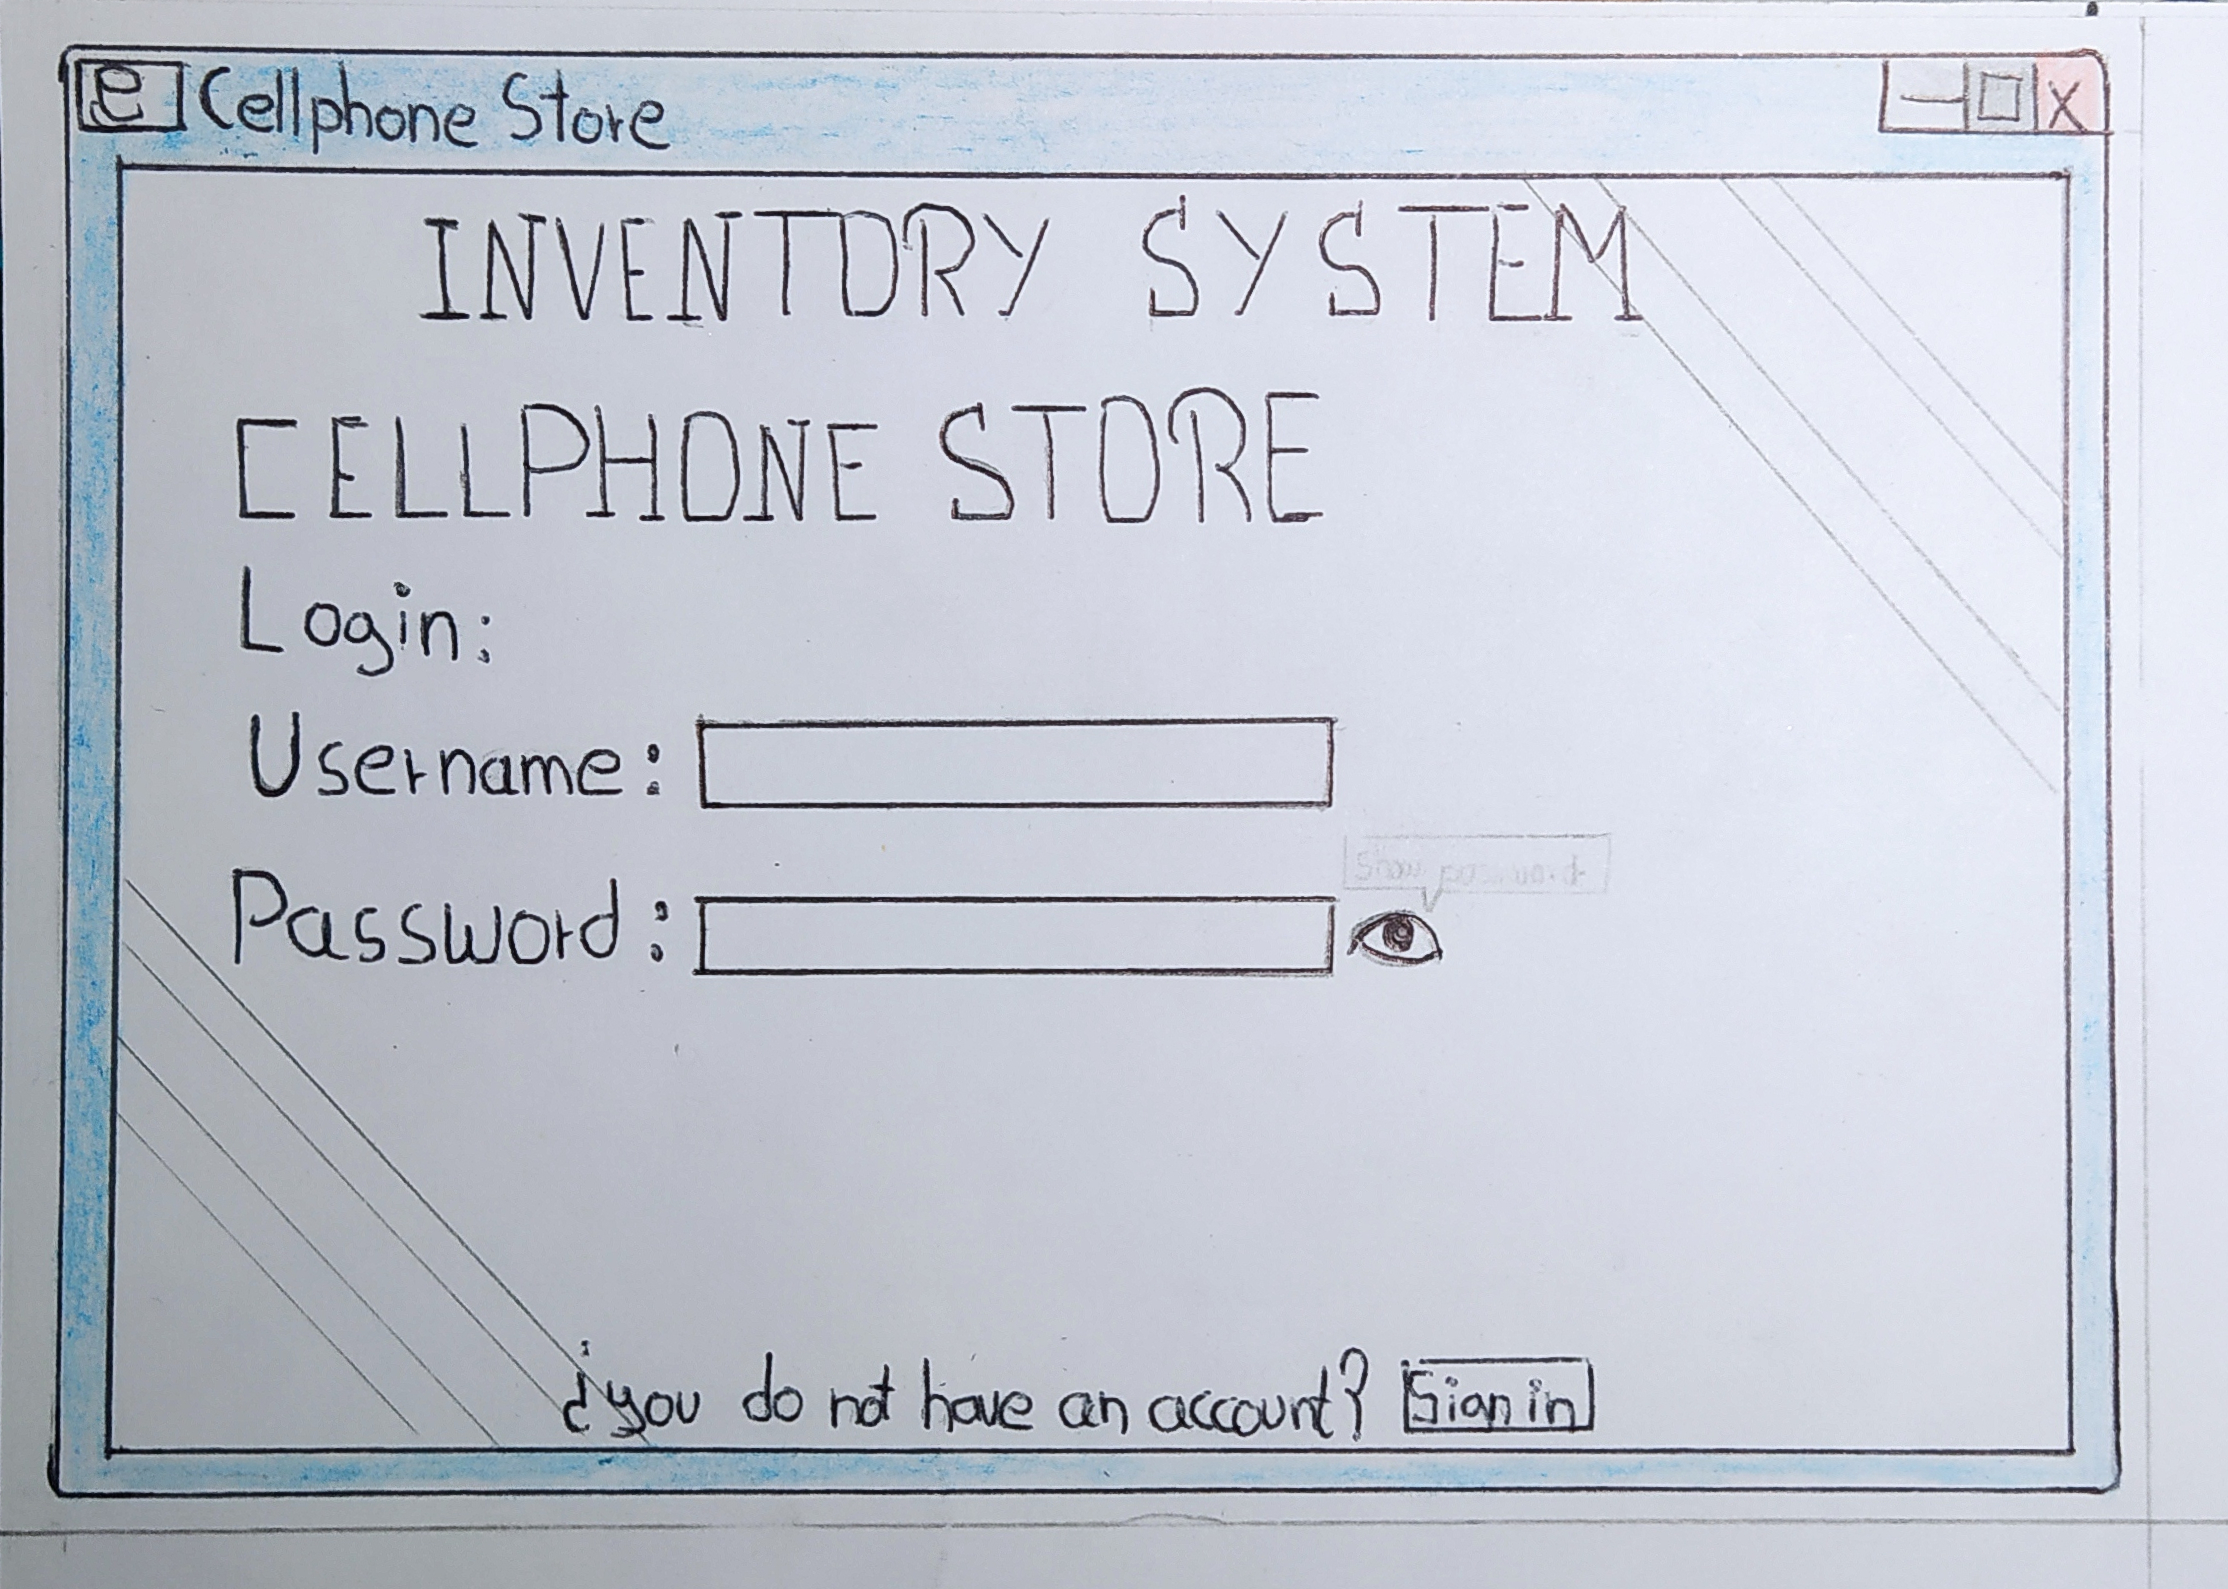 e Cellphone Store
X
INVENTORY SYSTEM
CELLPHONE STORE
Login:
Username:
Show password
Password:
¿you do not have an account? Sign in